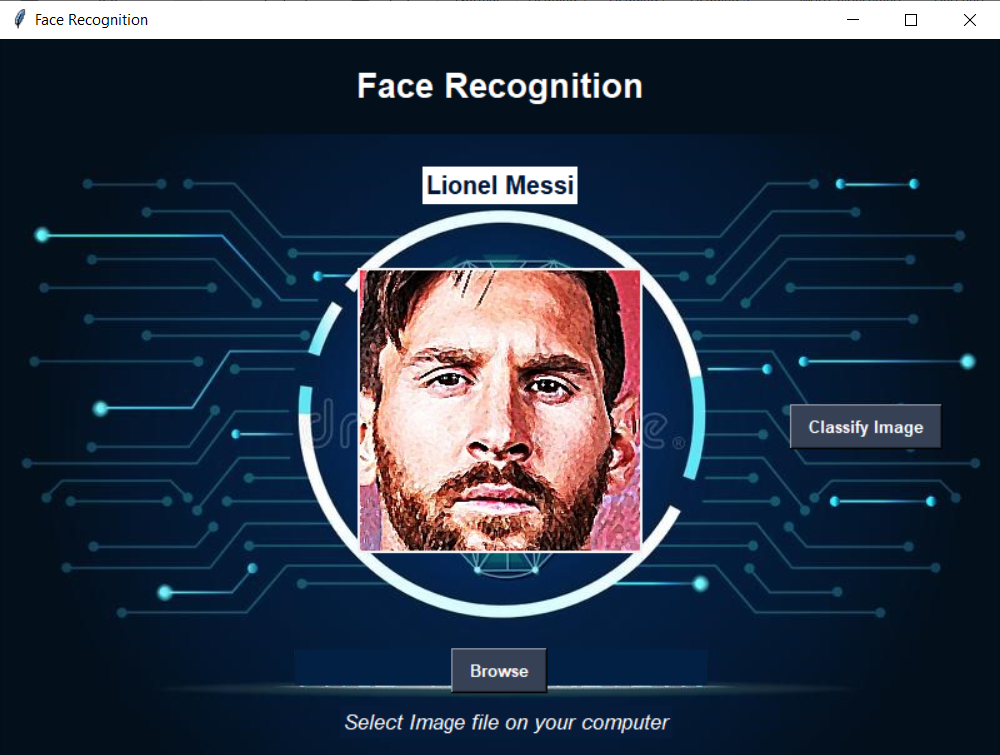 Face Recognition
Face Recognition
Lionel Messi
Classify Image
Browse
Select Image file on your computer